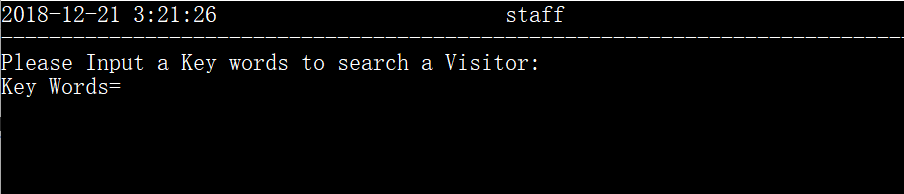 2018-12-21 3:21:26 staff
--------------------------------------------------------------------------
Please Input a Key words to search a Visitor:
Key Words=